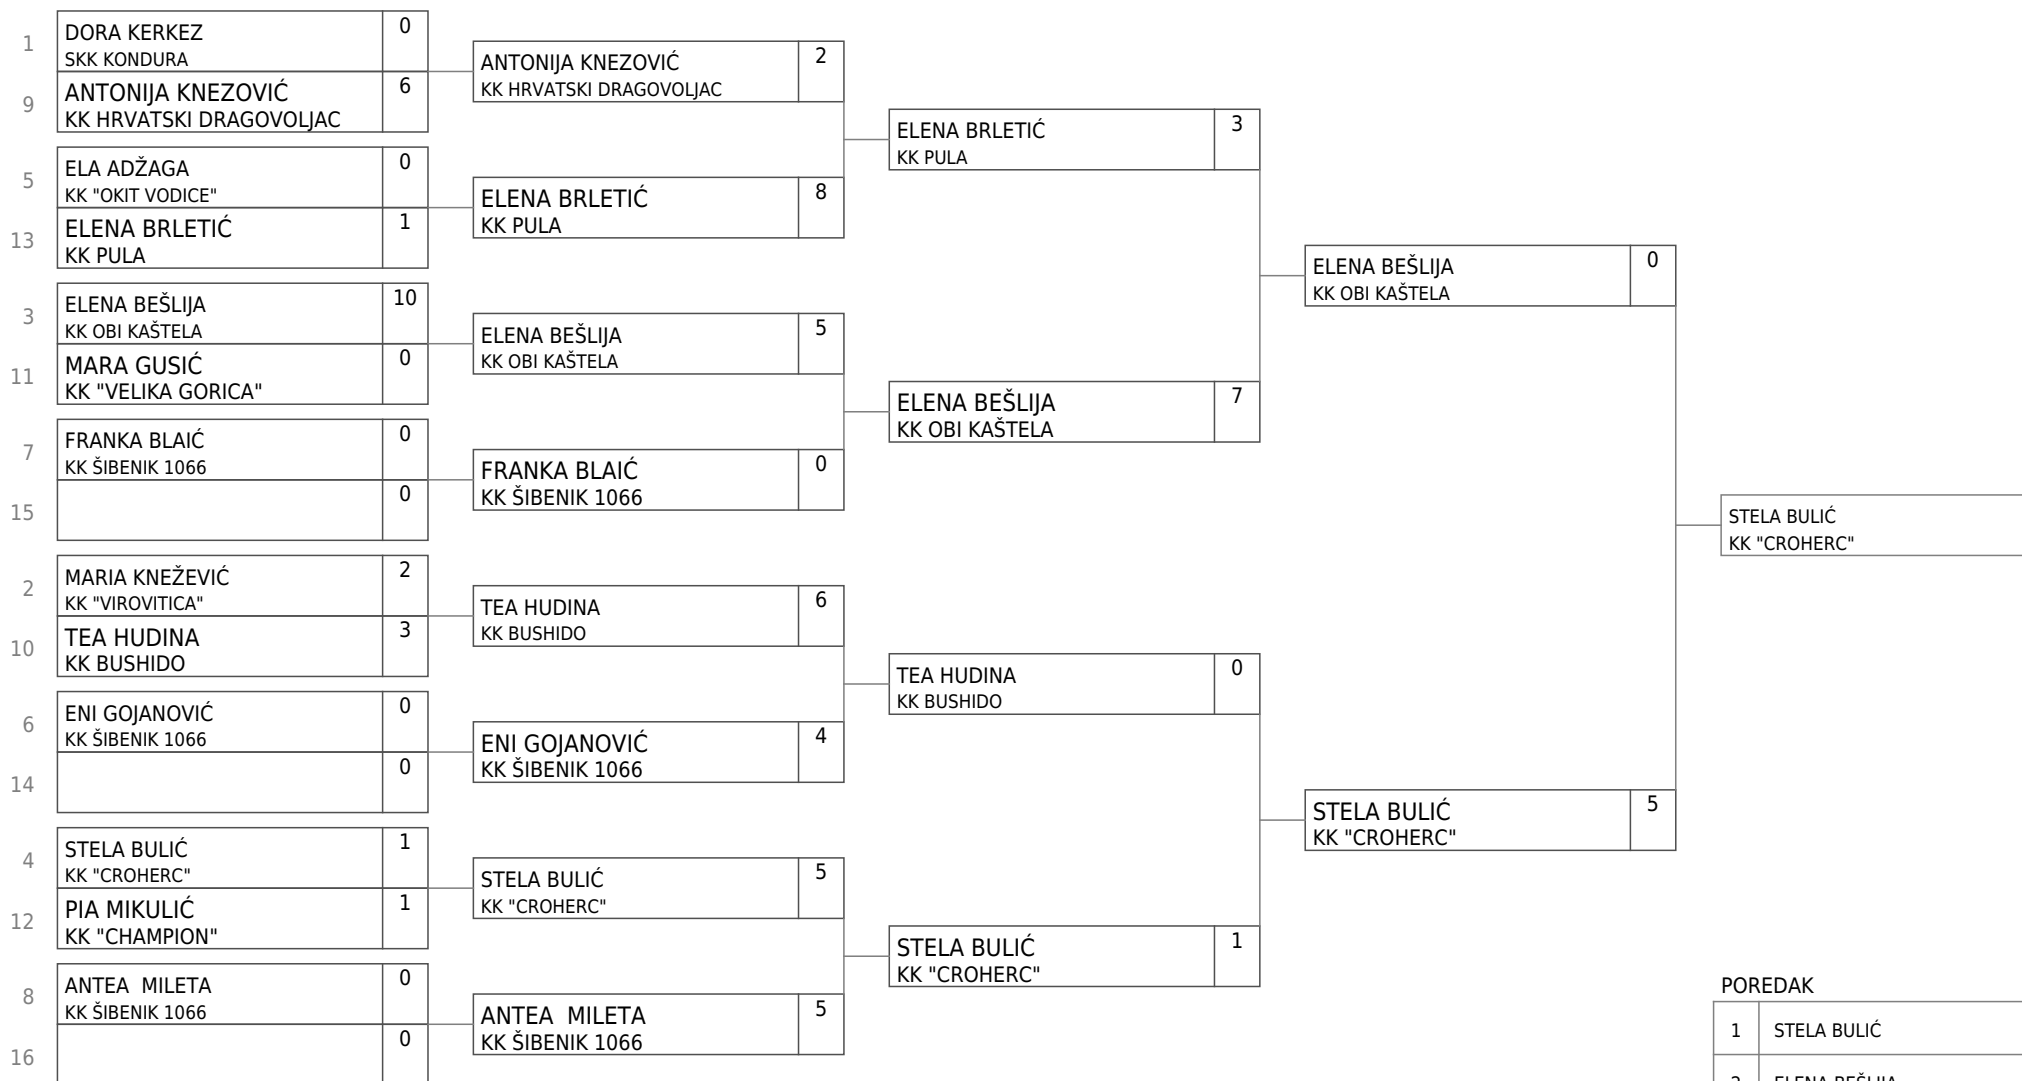 1
DORA KERKEZ
SKK KONDURA
0
9
ANTONIJA KNEZOVIĆ
KK HRVATSKI DRAGOVOLJAC
6
5
ELA ADŽAGA
KK "OKIT VODICE"
0
13
ELENA BRLETIĆ
KK PULA
1
3
ELENA BEŠLIJA
KK OBI KAŠTELA
10
11
MARA GUSIĆ
KK "VELIKA GORICA"
0
7
FRANKA BLAIĆ
KK ŠIBENIK 1066
0
15
0
2
MARIA KNEŽEVIĆ
KK "VIROVITICA"
2
10
TEA HUDINA
KK BUSHIDO
3
6
ENI GOJANOVIĆ
KK ŠIBENIK 1066
0
14
0
4
STELA BULIĆ
KK "CROHERC"
1
12
PIA MIKULIĆ
KK "CHAMPION"
1
8
ANTEA  MILETA
KK ŠIBENIK 1066
0
16
0
ANTONIJA KNEZOVIĆ
KK HRVATSKI DRAGOVOLJAC
2
ELENA BRLETIĆ
KK PULA
8
ELENA BEŠLIJA
KK OBI KAŠTELA
5
FRANKA BLAIĆ
KK ŠIBENIK 1066
0
TEA HUDINA
KK BUSHIDO
6
ENI GOJANOVIĆ
KK ŠIBENIK 1066
4
STELA BULIĆ
KK "CROHERC"
5
ANTEA  MILETA
KK ŠIBENIK 1066
5
ELENA BRLETIĆ
KK PULA
3
ELENA BEŠLIJA
KK OBI KAŠTELA
7
TEA HUDINA
KK BUSHIDO
0
STELA BULIĆ
KK "CROHERC"
1
ELENA BEŠLIJA
KK OBI KAŠTELA
0
STELA BULIĆ
KK "CROHERC"
5
STELA BULIĆ
KK "CROHERC"
POREDAK
1 STELA BULIĆ
2 ELENA BEŠLIJA